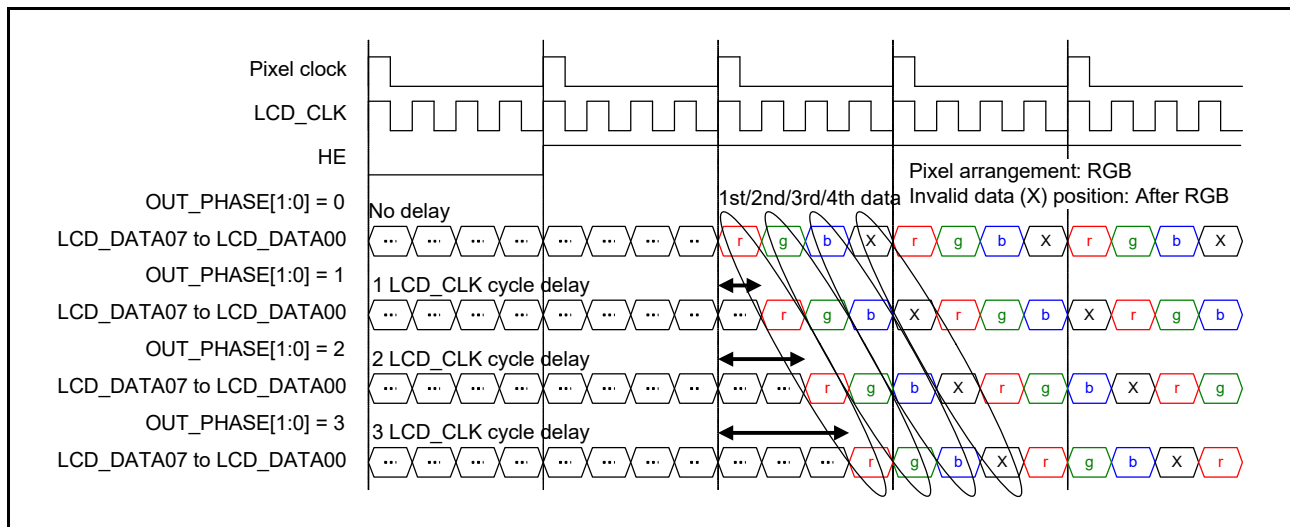 Pixel clock
LCD_CLK
HE
Pixel arrangement: RGB
OUT_PHASE[1:0] = 0
No delay
1st/2nd/3rd/4th data
Invalid data (X) position: After RGB
LCD_DATA07 to LCD_DATA00
... ... ... ... ... ... ... .. r g b X r g b X r g b X
OUT_PHASE[1:0] = 1
1 LCD_CLK cycle delay
LCD_DATA07 to LCD_DATA00
... ... ... ... ... ... ... .. ... r g b X r g b X r g b
OUT_PHASE[1:0] = 2
2 LCD_CLK cycle delay
LCD_DATA07 to LCD_DATA00
... ... ... ... ... ... ... .. ... ... r g b X r g b X r g
OUT_PHASE[1:0] = 3
3 LCD_CLK cycle delay
LCD_DATA07 to LCD_DATA00
... ... ... ... ... ... ... .. ... ... ... r g b X r g b X r